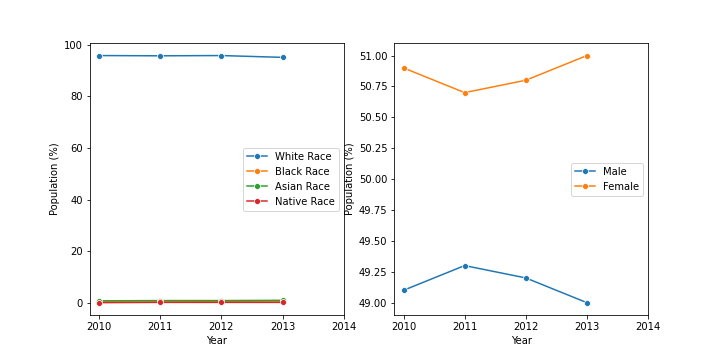 100
80
60
40
20
0
Population (%)
2010 2011 2012 2013 2014
Year
White Race
Black Race
Asian Race
Native Race
51.00
50.75
50.50
50.25
50.00
49.75
49.50
49.25
49.00
Population (%)
2010 2011 2012 2013 2014
Year
Male
Female